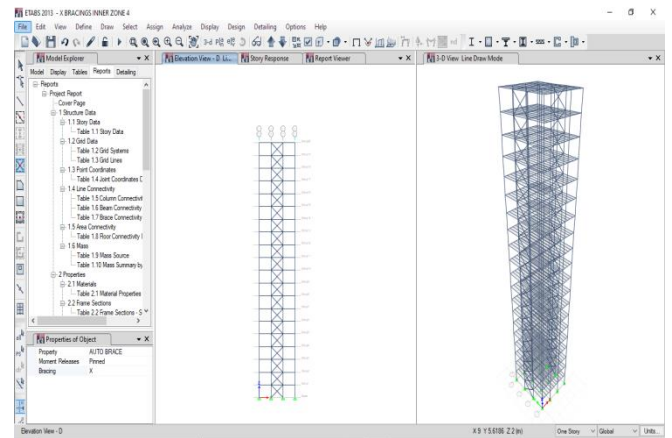 ETABS 2013 - X BRACINGS INNER ZONE 4
File Edit View Define Draw Select Assign Analyze Display Design Detailing Options Help
Model Explorer
Elevation View - D
Story Response
Report Viewer
3-D View Line Draw Mode
Model Display Tables Reports Detailing
Reports
Project Report
Cover Page
1 Structure Data
1.1 Story Data
Table 1.1 Story Data
1.2 Grid Data
Table 1.2 Grid Systems
Table 1.3 Grid Lines
1.3 Point Coordinates
Table 1.4 Joint Coordinates D
1.4 Line Connectivity
Table 1.5 Column Connectivit
Table 1.6 Beam Connectivity
Table 1.7 Brace Connectivity
1.5 Area Connectivity
Table 1.8 Floor Connectivity
1.6 Mass
Table 1.9 Mass Source
Table 1.10 Mass Summary by
2 Properties
2.1 Materials
Table 2.1 Material Properties
2.2 Frame Sections
Table 2.2 Frame Sections - S
Properties of Object
Property AUTO BRACE
Moment Releases Pinned
Bracing X
Elevation View - D
X 9 Y 5.6106 Z 2 (m)
One Story
Global
Units...